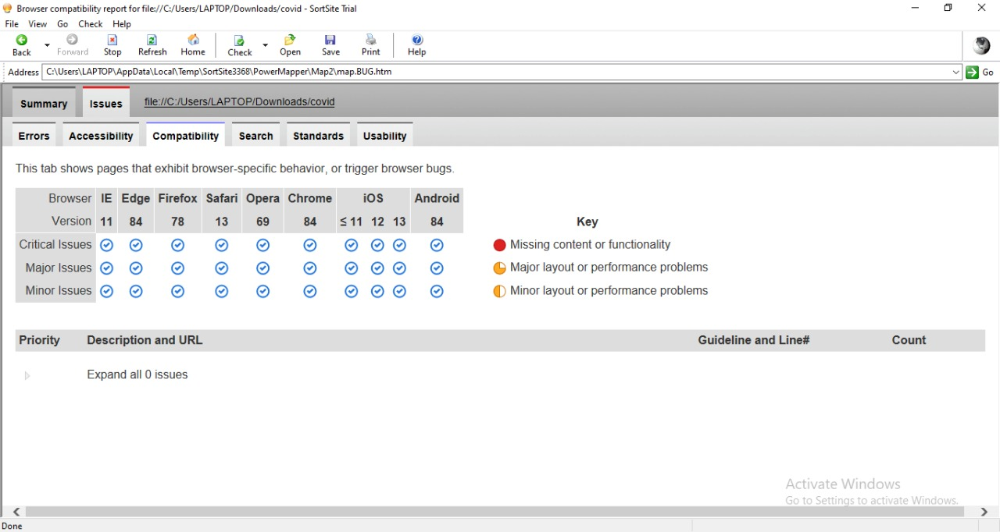 Browser compatibility report for file://C:/Users/LAPTOP/Downloads/covid - SortSite Trial
File View Go Check Help
Back Forward Stop Refresh Home Check Open Save Print Help
Address C:\Users\LAPTOP\AppData\Local\Temp\SortSite3368\PowerMapper\Map2\map.BUG.htm Go
Summary Issues file://C:/Users/LAPTOP/Downloads/covid
Errors Accessibility Compatibility Search Standards Usability
This tab shows pages that exhibit browser-specific behavior, or trigger browser bugs.
Browser IE Edge Firefox Safari Opera Chrome iOS Android
Version 11 84 78 13 69 84 ≤ 11 12 13 84 Key
Critical Issues Missing content or functionality
Major Issues Major layout or performance problems
Minor Issues Minor layout or performance problems
Priority Description and URL Guideline and Line# Count
Expand all 0 issues
Activate Windows
Go to Settings to activate Windows.
Done